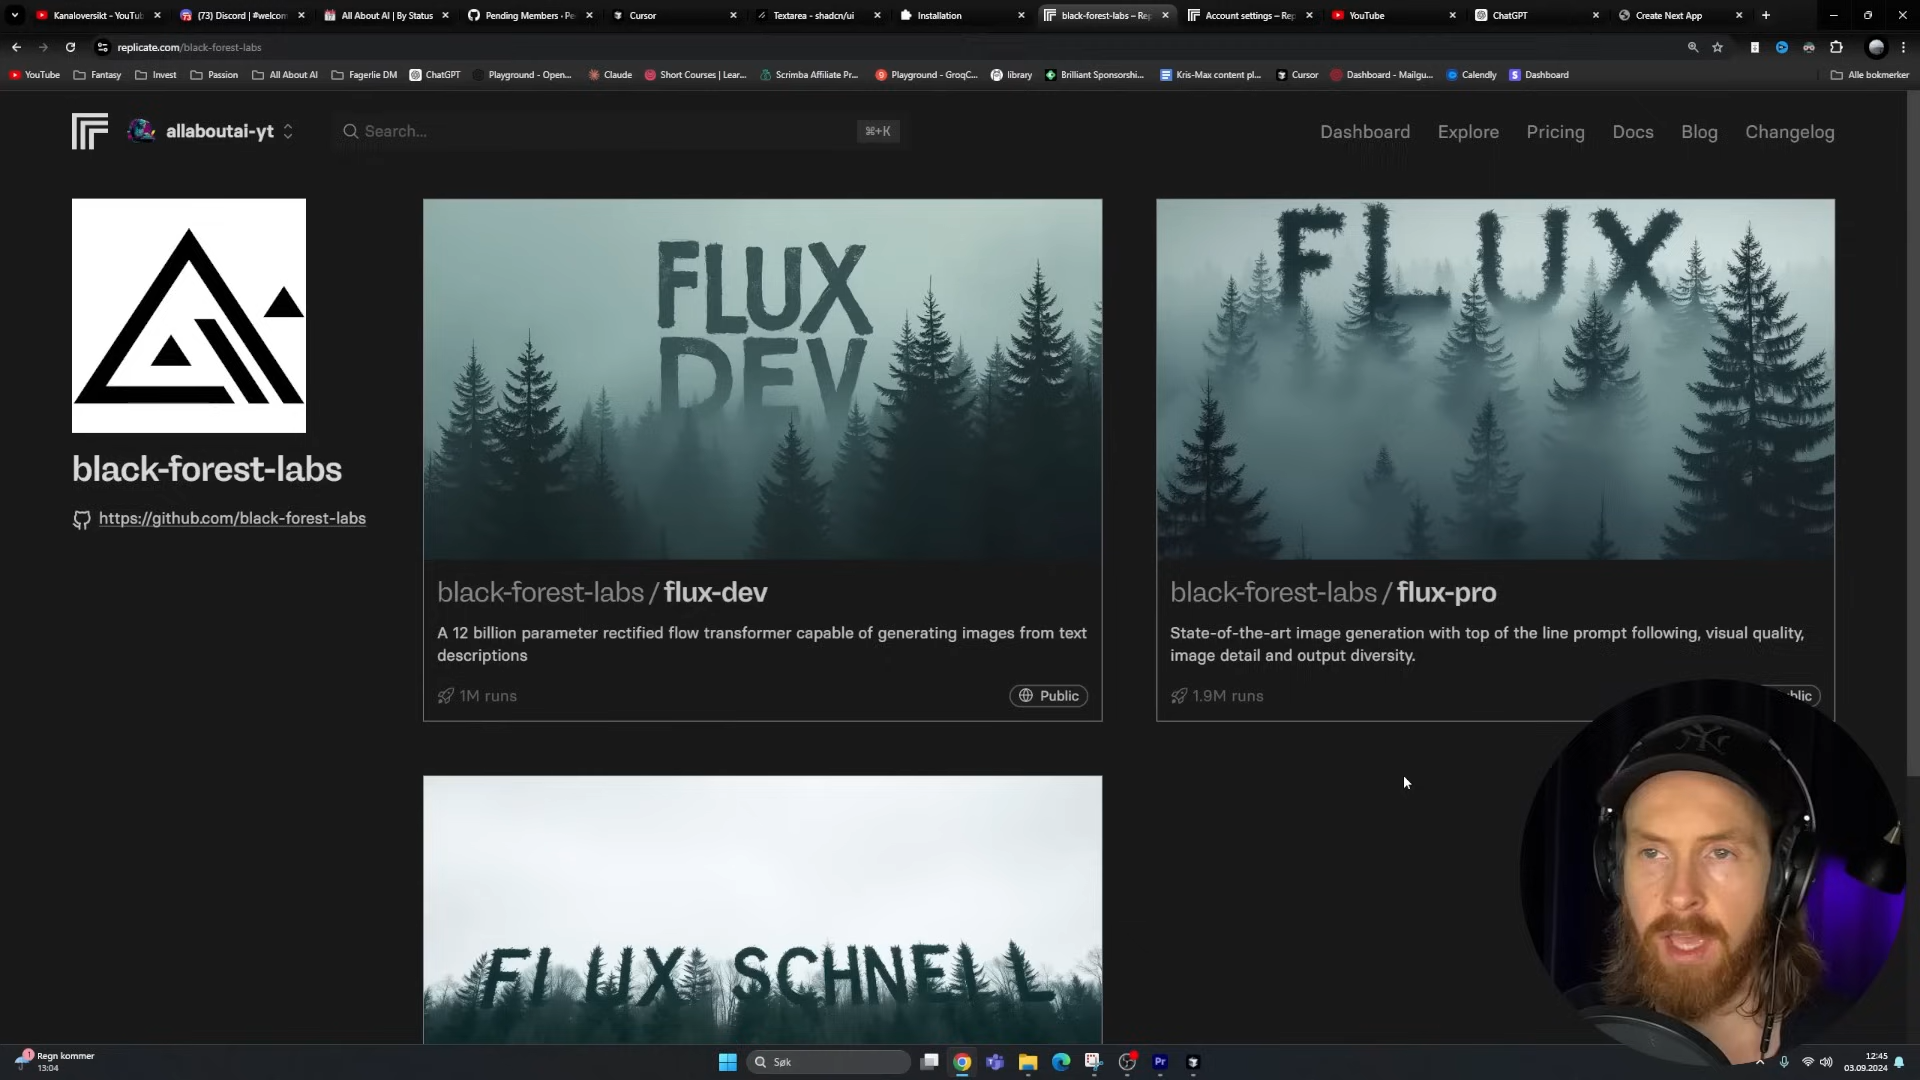 Kanaloversikt - YouTub
(73) Discord | #welcom
All About AI | By Status
Pending Members · Pe
Cursor
Textarea - shadcn/ui
Installation
black-forest-labs – Rep
Account settings – Rep
YouTube
ChatGPT
Create Next App
replicate.com/black-forest-labs
YouTube
Fantasy
Invest
Passion
All About AI
Fagerlie DM
ChatGPT
Playground - Open...
Claude
Short Courses | Lear...
Scrimba Affiliate Pr...
Playground - GroqC...
library
Brilliant Sponsorshi...
Kris-Max content pl...
Cursor
Dashboard - Mailgu...
Calendly
Dashboard
Alle bokmerker
allaboutai-yt
Search...
⌘+K
Dashboard
Explore
Pricing
Docs
Blog
Changelog
FLUX
DEV
FLUX
black-forest-labs
https://github.com/black-forest-labs
black-forest-labs / flux-dev
A 12 billion parameter rectified flow transformer capable of generating images from text
descriptions
1M runs
Public
black-forest-labs / flux-pro
State-of-the-art image generation with top of the line prompt following, visual quality,
image detail and output diversity.
1.9M runs
FLUX SCHNELL
Regn kommer
13:04
Søk
12:45
03.09.2024